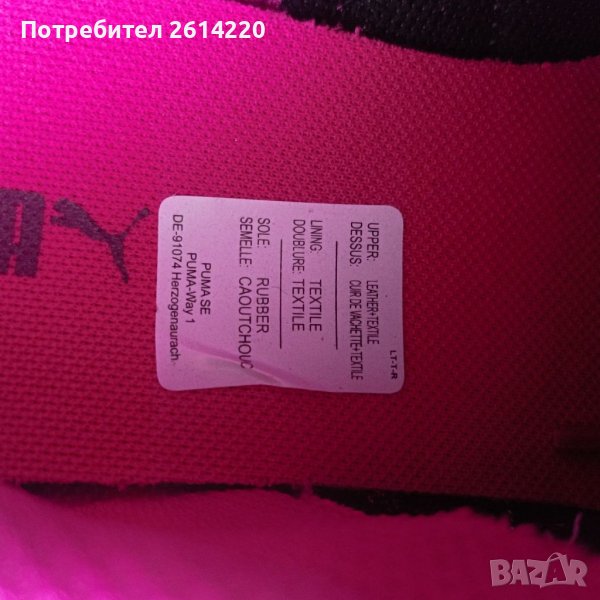 Потребител 2614220
UPPER: LEATHER+TEXTILE
DESSUS: CUIR DE VACHETTE+TEXTILE
LINING: TEXTILE
DOUBLURE: TEXTILE
SOLE: RUBBER
SEMELLE: CAOUTCHOUC
PUMA SE
PUMA-Way 1
DE-91074 Herzogenaurach
LT-T-R
BAZAR